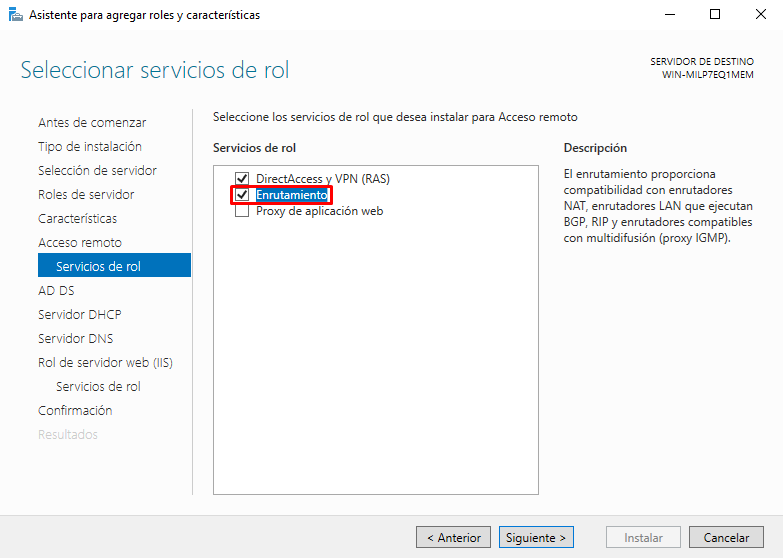 Asistente para agregar roles y características
Seleccionar servicios de rol
SERVIDOR DE DESTINO
WIN-MILP7EQ1MEM
Antes de comenzar
Tipo de instalación
Selección de servidor
Roles de servidor
Características
Acceso remoto
Servicios de rol
AD DS
Servidor DHCP
Servidor DNS
Rol de servidor web (IIS)
Servicios de rol
Confirmación
Resultados
Seleccione los servicios de rol que desea instalar para Acceso remoto
Servicios de rol
DirectAccess y VPN (RAS)
Enrutamiento
Proxy de aplicación web
Descripción
El enrutamiento proporciona
compatibilidad con enrutadores
NAT, enrutadores LAN que ejecutan
BGP, RIP y enrutadores compatibles
con multidifusión (proxy IGMP).
< Anterior
Siguiente >
Instalar
Cancelar